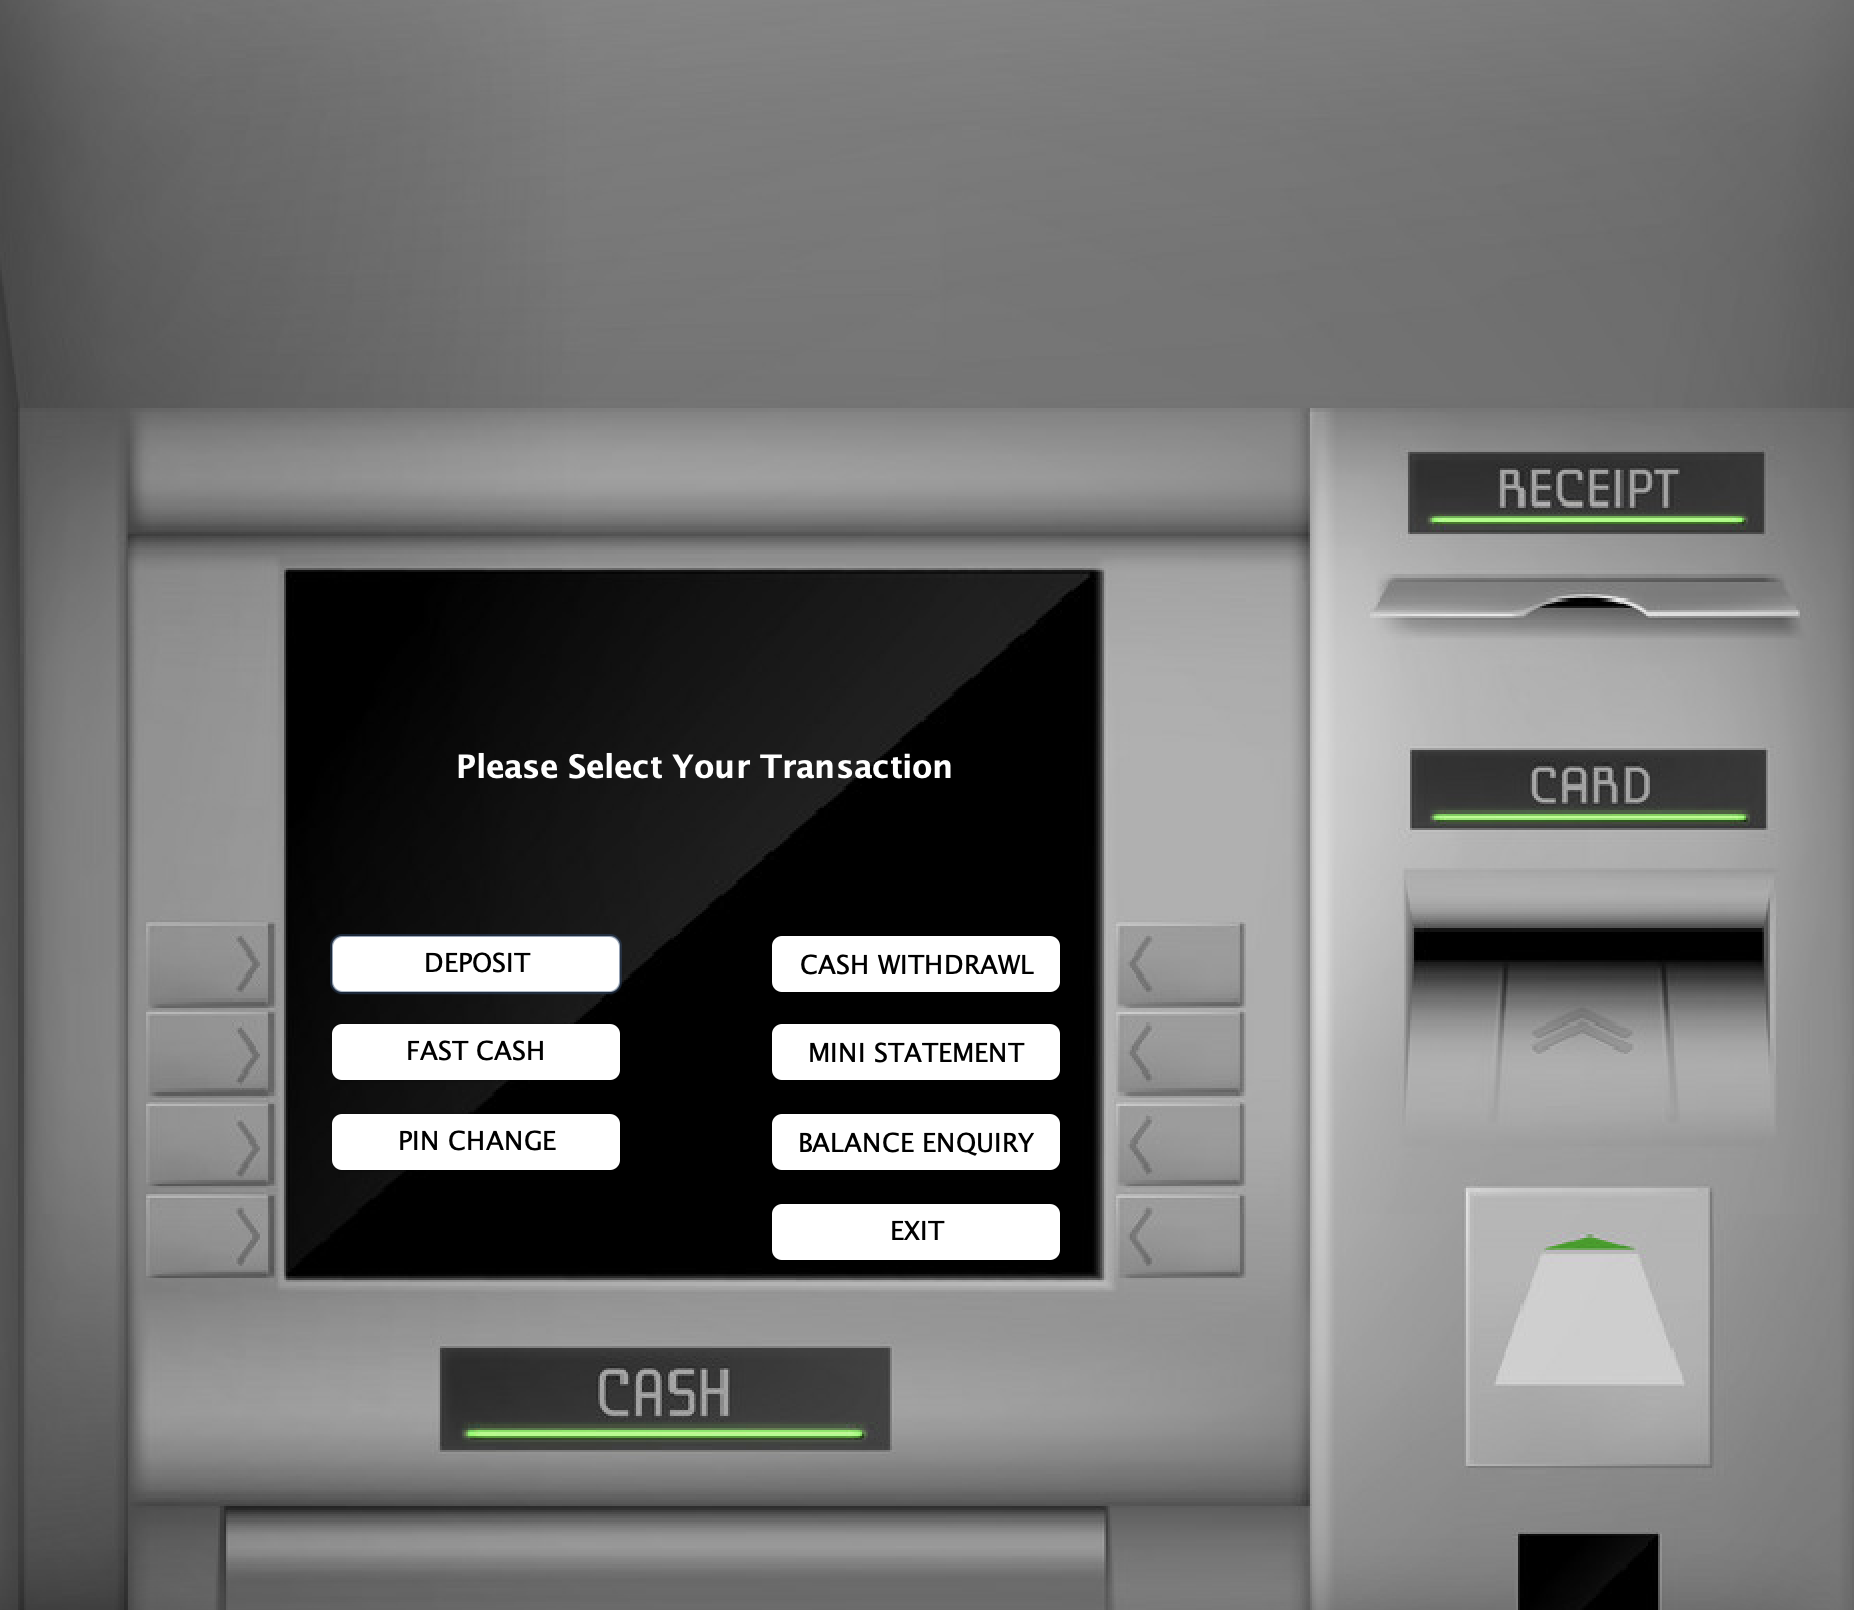 RECEIPT
Please Select Your Transaction
CARD
DEPOSIT
CASH WITHDRAWL
FAST CASH
MINI STATEMENT
PIN CHANGE
BALANCE ENQUIRY
EXIT
CASH